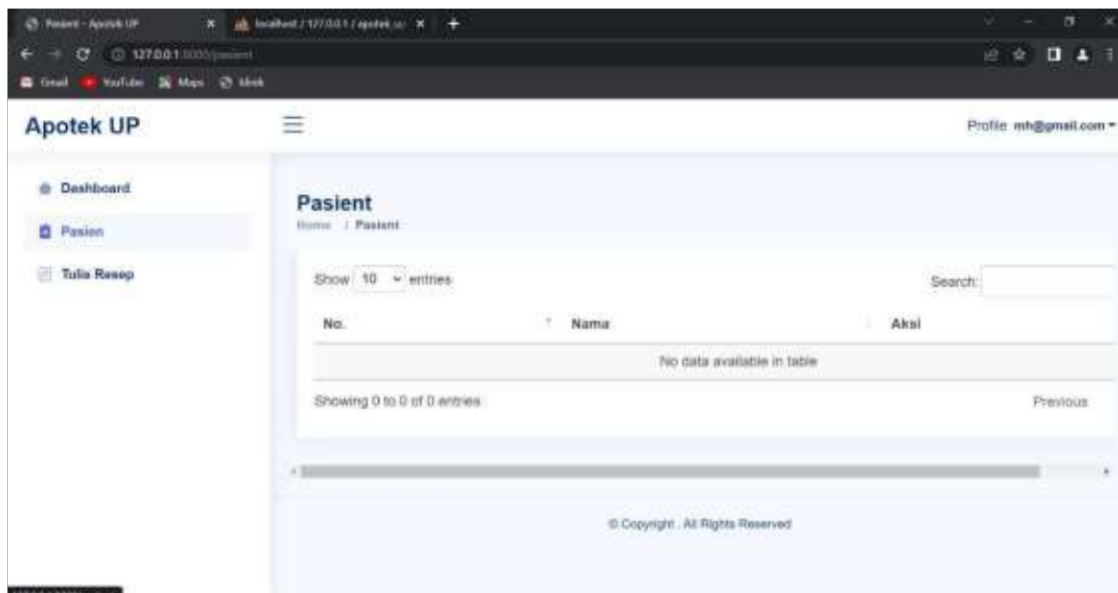 Pasient - Apotek UP
localhost / 127.0.0.1 / apotek_up
127.0.0.1:8000/pasient
Gmail YouTube Maps klinik
Apotek UP
Profile mh@gmail.com
Dashboard
Pasien
Tulis Resep
Pasient
Home / Pasient
Show 10 entries
Search:
No. Nama Aksi
No data available in table
Showing 0 to 0 of 0 entries
Previous
© Copyright . All Rights Reserved